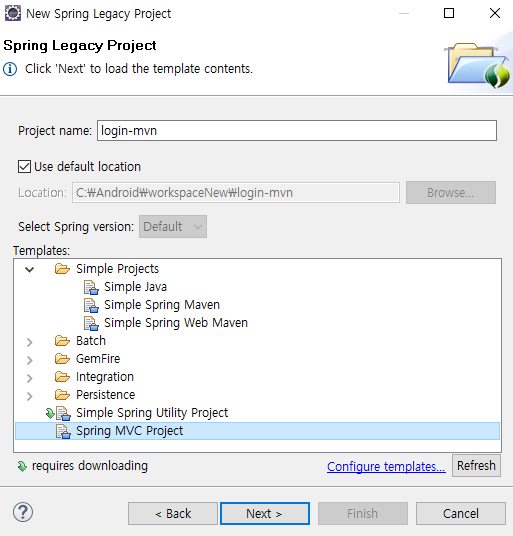 New Spring Legacy Project
Spring Legacy Project
Click 'Next' to load the template contents.
Project name: login-mvn
Use default location
Location: C:₩Android₩workspaceNew₩login-mvn Browse...
Select Spring version: Default
Templates:
Simple Projects
Simple Java
Simple Spring Maven
Simple Spring Web Maven
Batch
GemFire
Integration
Persistence
Simple Spring Utility Project
Spring MVC Project
requires downloading Configure templates... Refresh
? < Back Next > Finish Cancel